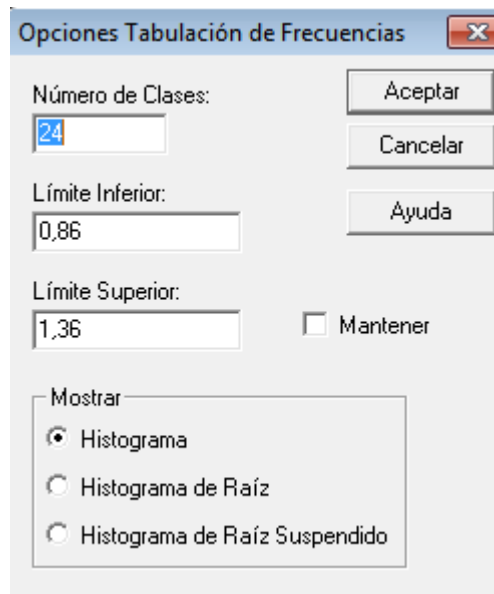 Opciones Tabulación de Frecuencias
Número de Clases:
24
Aceptar
Cancelar
Límite Inferior:
0,86
Ayuda
Límite Superior:
1,36
Mantener
Mostrar
Histograma
Histograma de Raíz
Histograma de Raíz Suspendido